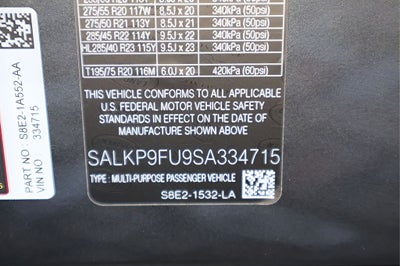 275/55 R20 117W 8.5J x 20 340kPa (50psi)
275/50 R21 113Y 8.5J x 21 340kPa (50psi)
285/45 R22 114Y 9.5J x 22 340kPa (50psi)
HL285/40 R23 115Y 9.5J x 23 340kPa (50psi)
T195/75 R20 116M 6.0J x 20 420kPa (60psi)
THIS VEHICLE CONFORMS TO ALL APPLICABLE
U.S. FEDERAL MOTOR VEHICLE SAFETY
STANDARDS IN EFFECT ON THE DATE OF
MANUFACTURE SHOWN ABOVE.
SALKP9FU9SA334715
TYPE : MULTI-PURPOSE PASSENGER VEHICLE
S8E2-1532-LA
PART NO. S8E2-1A552-AA
VIN NO 334715